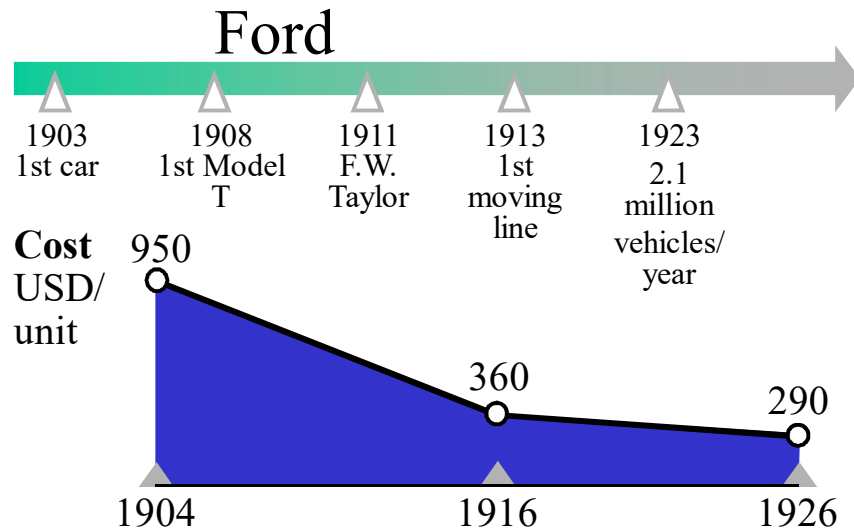 Ford
1903
1st car
1908
1st Model
T
1911
F.W.
Taylor
1913
1st
moving
line
1923
2.1
million
vehicles/
year
Cost
USD/
unit
950
360
290
1904
1916
1926